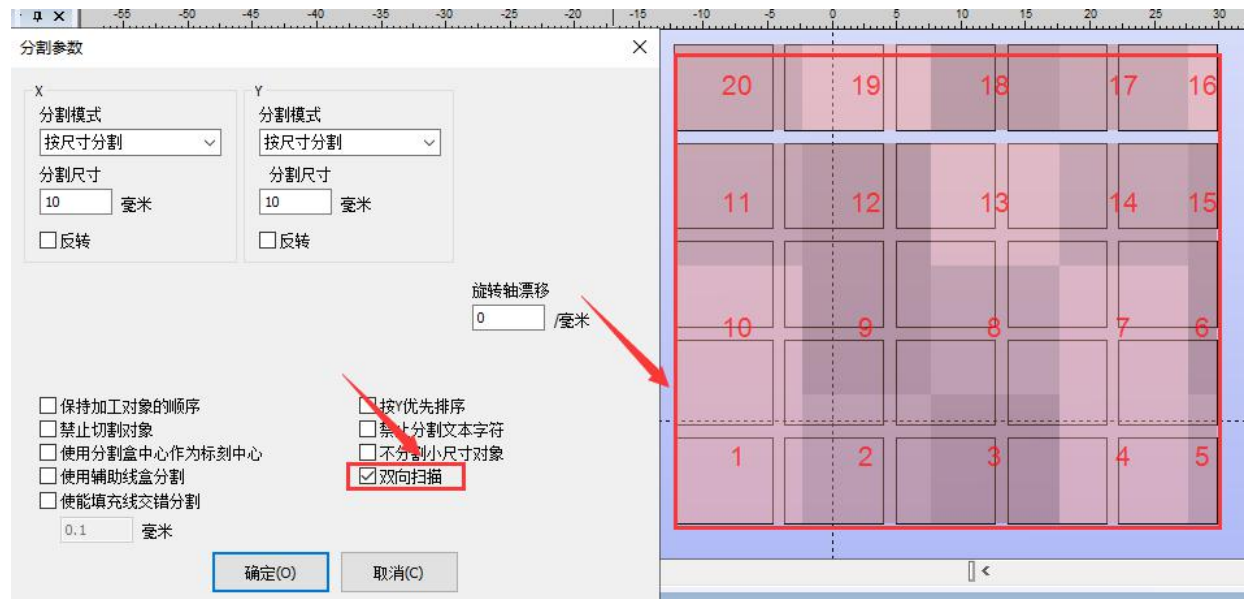 -55 -50 -45 -40 -35 -30 -25 -20 -15 -10 -5 0 5 10 15 20 25 30
分割参数
X Y
分割模式 分割模式
按尺寸分割 按尺寸分割
分割尺寸 分割尺寸
10 毫米 10 毫米
反转 反转
旋转轴漂移
0 /毫米
保持加工对象的顺序 按Y优先排序
禁止切割对象 禁止分割文本字符
使用分割盒中心作为标刻中心 不分割小尺寸对象
使用辅助线盒分割 双向扫描
使能填充线交错分割
0.1 毫米
确定(O) 取消(C)
20 19 18 17 16
11 12 13 14 15
10 9 8 7 6
1 2 3 4 5